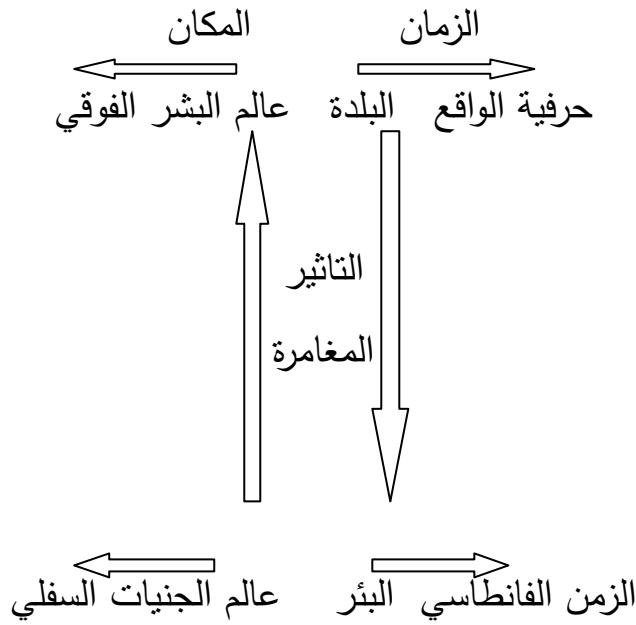 الزمان المكان
حرفية الواقع البلدة عالم البشر الفوقي
التاثير
المغامرة
الزمن الفانطاسي البئر عالم الجنيات السفلي